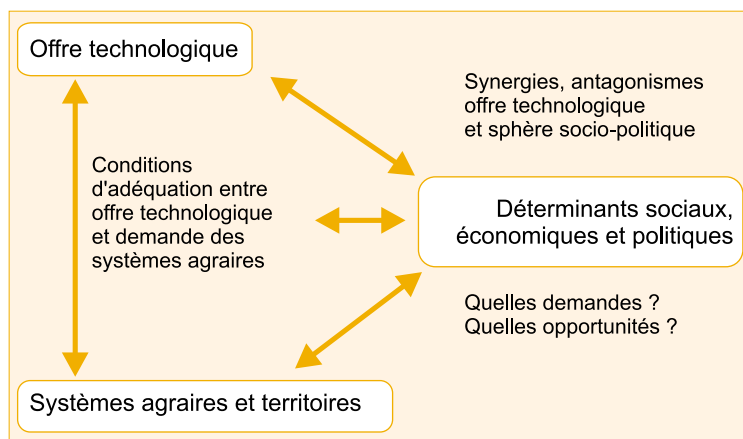 Offre technologique
Synergies, antagonismes
offre technologique
et sphère socio-politique
Conditions
d'adéquation entre
offre technologique
et demande des
systèmes agraires
Déterminants sociaux,
économiques et politiques
Quelles demandes ?
Quelles opportunités ?
Systèmes agraires et territoires